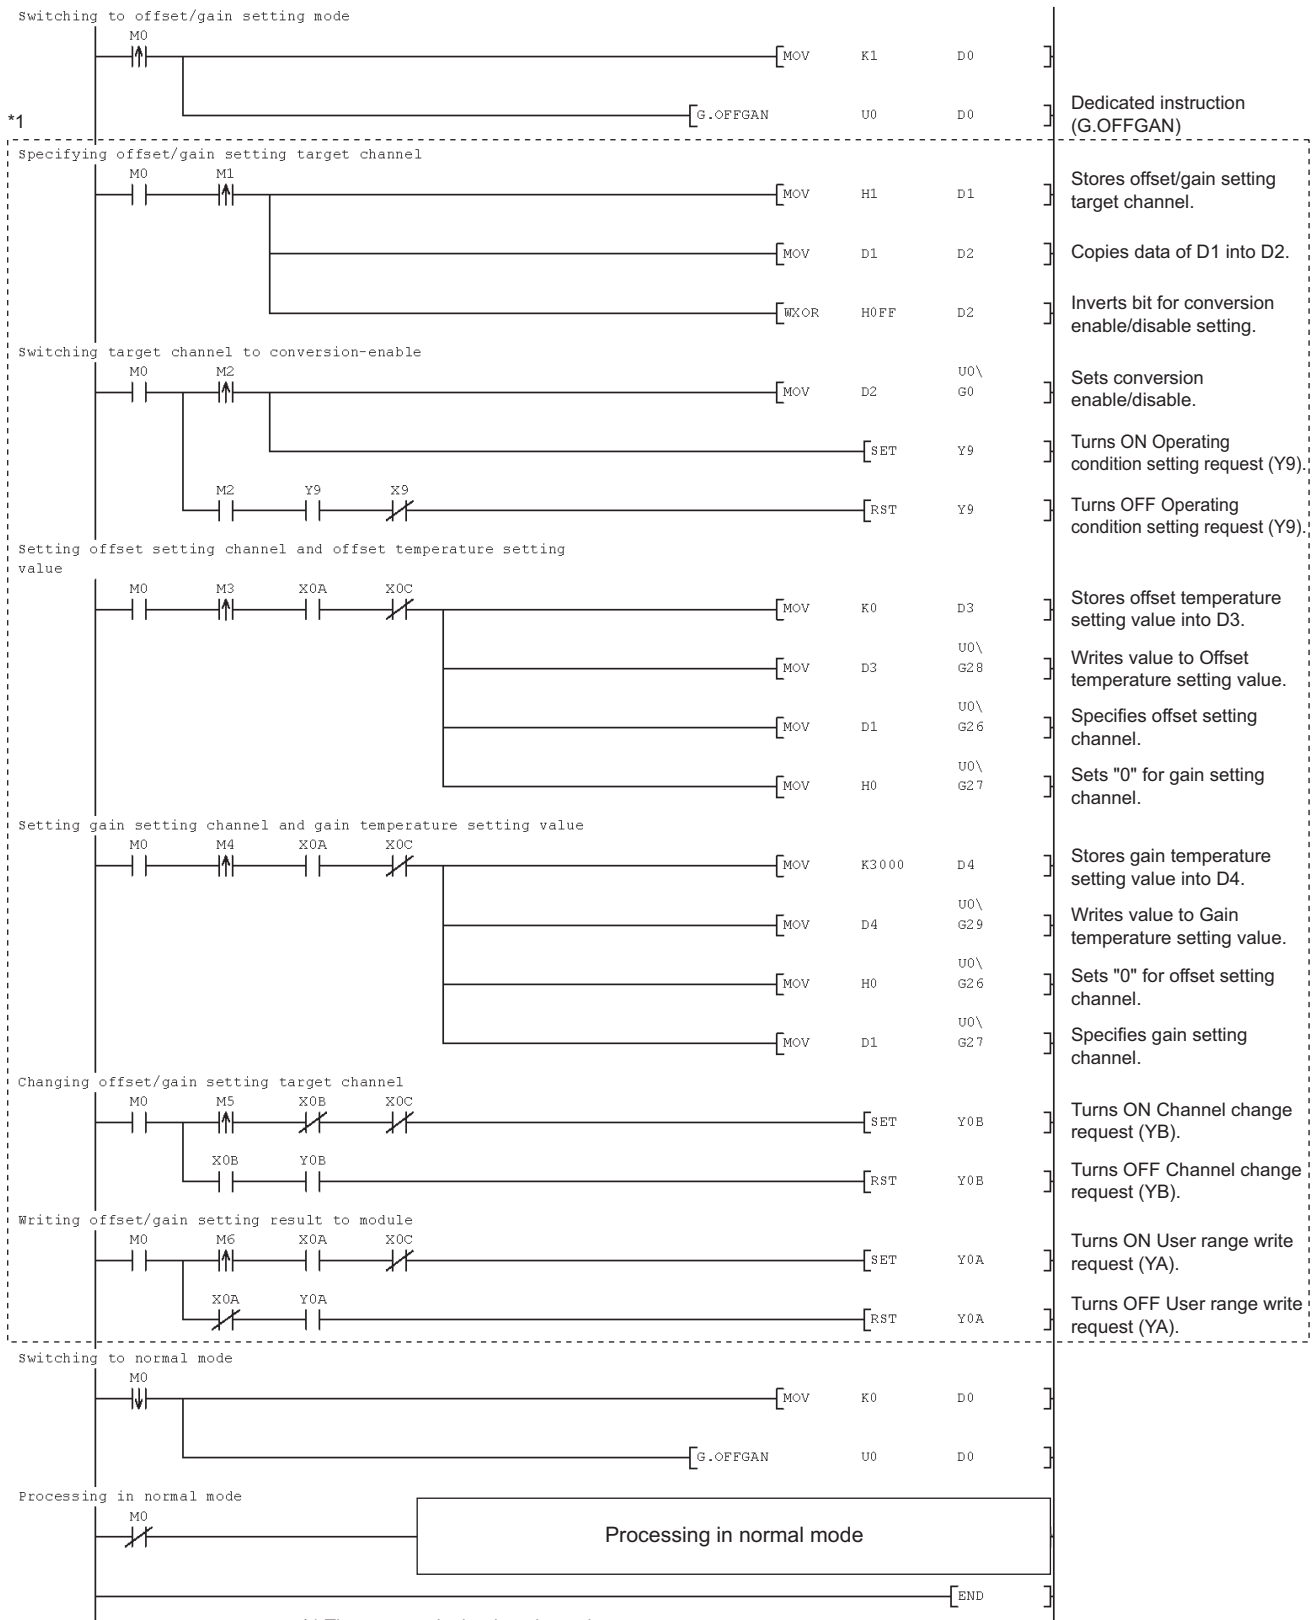 Switching to offset/gain setting mode
M0
MOV K1 D0
*1
G.OFFGAN U0 D0
Dedicated instruction
(G.OFFGAN)
Specifying offset/gain setting target channel
M0 M1
MOV H1 D1
Stores offset/gain setting
target channel.
MOV D1 D2
Copies data of D1 into D2.
WXOR H0FF D2
Inverts bit for conversion
enable/disable setting.
Switching target channel to conversion-enable
M0 M2
U0\
MOV D2 G0
Sets conversion
enable/disable.
SET Y9
Turns ON Operating
condition setting request (Y9).
M2 Y9 X9
RST Y9
Turns OFF Operating
condition setting request (Y9).
Setting offset setting channel and offset temperature setting
value
M0 M3 X0A X0C
MOV K0 D3
Stores offset temperature
setting value into D3.
U0\
MOV D3 G28
Writes value to Offset
temperature setting value.
U0\
MOV D1 G26
Specifies offset setting
channel.
U0\
MOV H0 G27
Sets "0" for gain setting
channel.
Setting gain setting channel and gain temperature setting value
M0 M4 X0A X0C
MOV K3000 D4
Stores gain temperature
setting value into D4.
U0\
MOV D4 G29
Writes value to Gain
temperature setting value.
U0\
MOV H0 G26
Sets "0" for offset setting
channel.
U0\
MOV D1 G27
Specifies gain setting
channel.
Changing offset/gain setting target channel
M0 M5 X0B X0C
SET Y0B
Turns ON Channel change
request (YB).
X0B Y0B
RST Y0B
Turns OFF Channel change
request (YB).
Writing offset/gain setting result to module
M0 M6 X0A X0C
SET Y0A
Turns ON User range write
request (YA).
X0A Y0A
RST Y0A
Turns OFF User range write
request (YA).
Switching to normal mode
M0
MOV K0 D0
G.OFFGAN U0 D0
Processing in normal mode
M0
Processing in normal mode
END